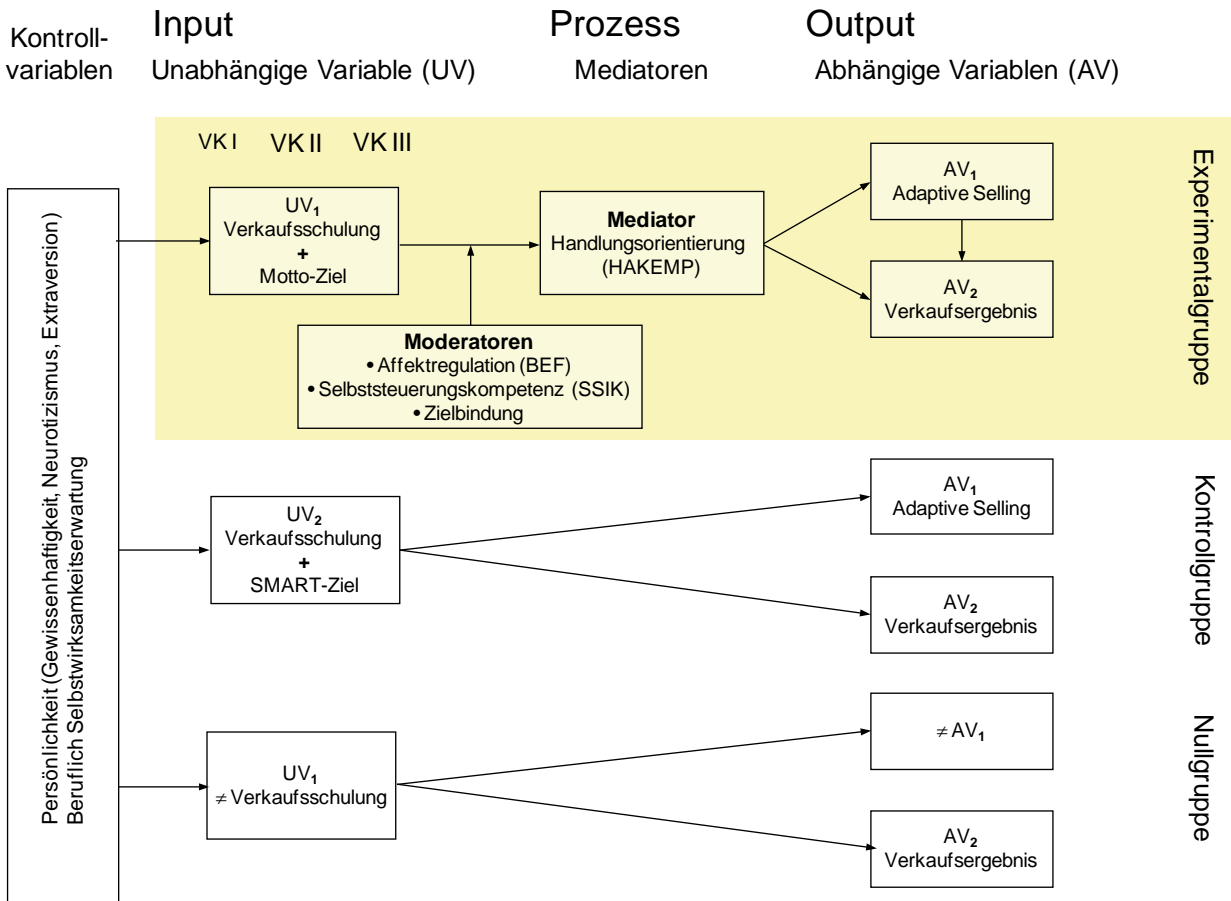 Kontroll-
variablen
Input
Prozess
Output
Unabhängige Variable (UV)
Mediatoren
Abhängige Variablen (AV)
VK I
VK II
VK III
UV1
Verkaufsschulung
+
Motto-Ziel
Mediator
Handlungsorientierung
(HAKEMP)
AV1
Adaptive Selling
AV2
Verkaufsergebnis
Moderatoren
• Affektregulation (BEF)
• Selbststeuerungskompetenz (SSIK)
• Zielbindung
Experimentalgruppe
Persönlichkeit (Gewissenhaftigkeit, Neurotizismus, Extraversion)
Beruflich Selbstwirksamkeitserwartung
UV2
Verkaufsschulung
+
SMART-Ziel
AV1
Adaptive Selling
AV2
Verkaufsergebnis
Kontrollgruppe
UV1
≠ Verkaufsschulung
≠ AV1
AV2
Verkaufsergebnis
Nullgruppe